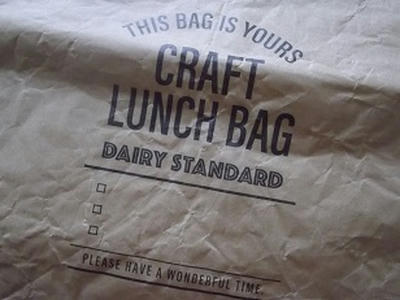 THIS BAG IS YOURS
CRAFT
LUNCH BAG
DAIRY STANDARD
PLEASE HAVE A WONDERFUL TIME.